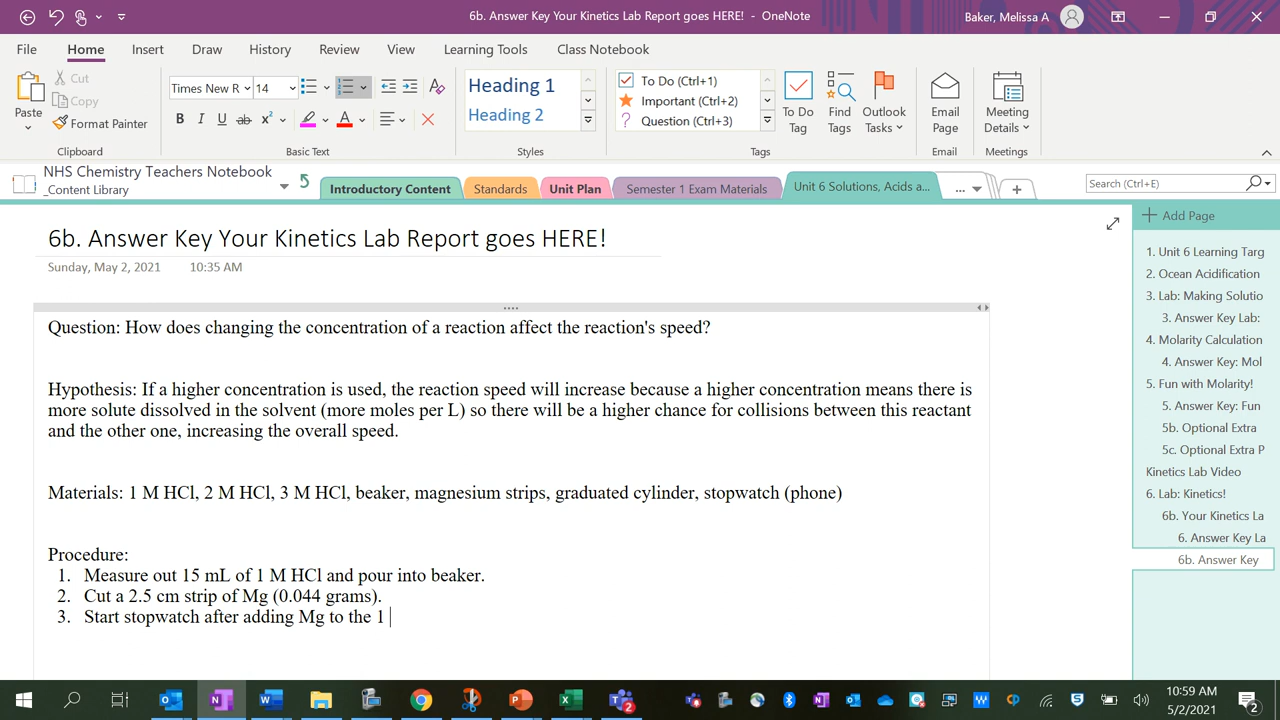 6b. Answer Key Your Kinetics Lab Report goes HERE! - OneNote
Baker, Melissa A
File Home Insert Draw History Review View Learning Tools Class Notebook
Paste
Cut
Copy
Format Painter
Clipboard
Times New R 14
B I U ab x² A
Basic Text
Heading 1
Heading 2
Styles
To Do (Ctrl+1)
Important (Ctrl+2)
Question (Ctrl+3)
To Do
Tag
Find
Tags
Outlook
Tasks
Tags
Email
Page
Email
Meeting
Details
Meetings
NHS Chemistry Teachers Notebook
_Content Library
Introductory Content Standards Unit Plan Semester 1 Exam Materials Unit 6 Solutions, Acids a... ...
Search (Ctrl+E)
Add Page
6b. Answer Key Your Kinetics Lab Report goes HERE!
Sunday, May 2, 2021 10:35 AM
Question: How does changing the concentration of a reaction affect the reaction's speed?
Hypothesis: If a higher concentration is used, the reaction speed will increase because a higher concentration means there is
more solute dissolved in the solvent (more moles per L) so there will be a higher chance for collisions between this reactant
and the other one, increasing the overall speed.
Materials: 1 M HCl, 2 M HCl, 3 M HCl, beaker, magnesium strips, graduated cylinder, stopwatch (phone)
Procedure:
1. Measure out 15 mL of 1 M HCl and pour into beaker.
2. Cut a 2.5 cm strip of Mg (0.044 grams).
3. Start stopwatch after adding Mg to the 1
1. Unit 6 Learning Targ
2. Ocean Acidification
3. Lab: Making Solutio
3. Answer Key Lab:
4. Molarity Calculation
4. Answer Key: Mol
5. Fun with Molarity!
5. Answer Key: Fun
5b. Optional Extra
5c. Optional Extra P
Kinetics Lab Video
6. Lab: Kinetics!
6b. Your Kinetics La
6. Answer Key La
6b. Answer Key
10:59 AM
5/2/2021
2
2